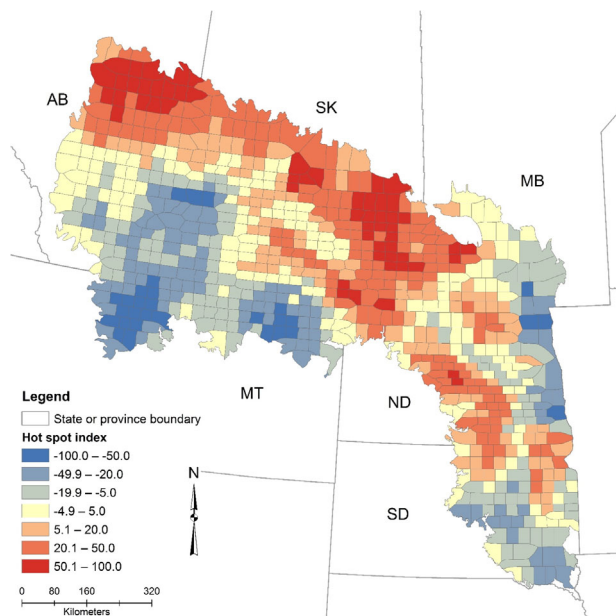 AB
SK
MB
MT
ND
SD
Legend
State or province boundary
Hot spot index
-100.0 – -50.0
-49.9 – -20.0
-19.9 – -5.0
-4.9 – 5.0
5.1 – 20.0
20.1 – 50.0
50.1 – 100.0
N
0 80 160 320
Kilometers